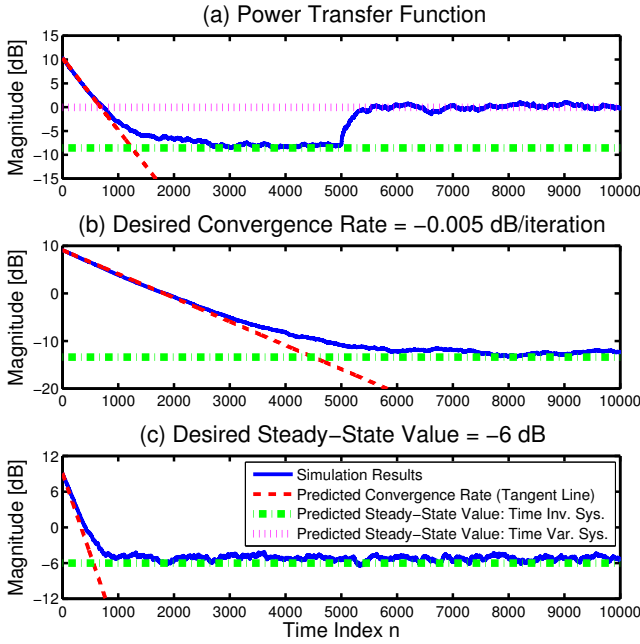 (a) Power Transfer Function
Magnitude [dB]
15
10
5
0
−5
−10
−15
0 1000 2000 3000 4000 5000 6000 7000 8000 9000 10000
(b) Desired Convergence Rate = −0.005 dB/iteration
Magnitude [dB]
10
0
−10
−20
0 1000 2000 3000 4000 5000 6000 7000 8000 9000 10000
(c) Desired Steady−State Value = −6 dB
Magnitude [dB]
12
6
0
−6
−12
Simulation Results
Predicted Convergence Rate (Tangent Line)
Predicted Steady−State Value: Time Inv. Sys.
Predicted Steady−State Value: Time Var. Sys.
0 1000 2000 3000 4000 5000 6000 7000 8000 9000 10000
Time Index n